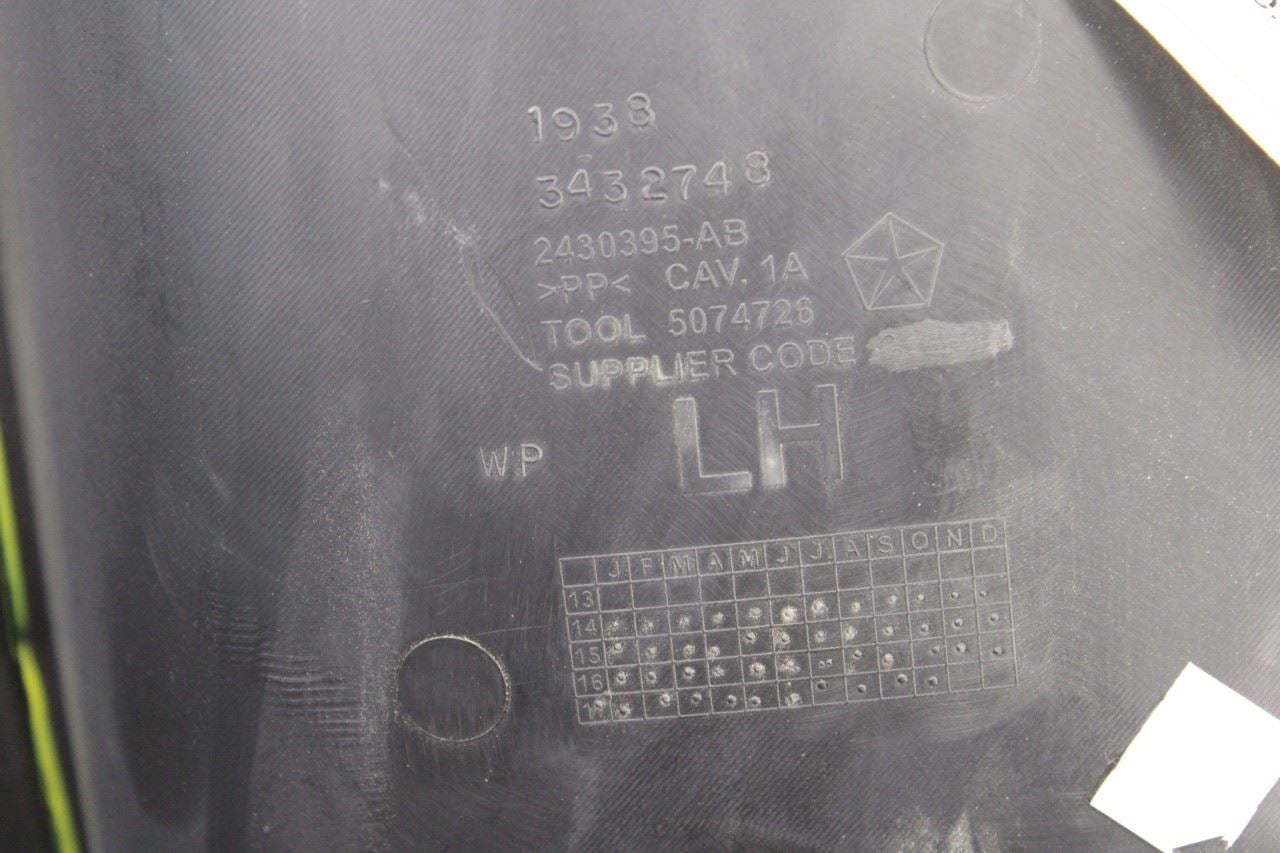 1938
3432748
2430395-AB
>PP< CAV. 1A
TOOL 5074726
SUPPLIER CODE
LH
WP
J F M A M J J A S O N D
13
14
15
16
17